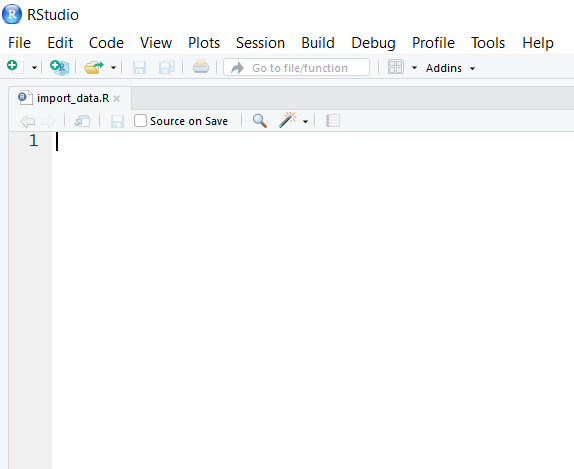 RStudio
File Edit Code View Plots Session Build Debug Profile Tools Help
Go to file/function Addins
import_data.R
Source on Save
1